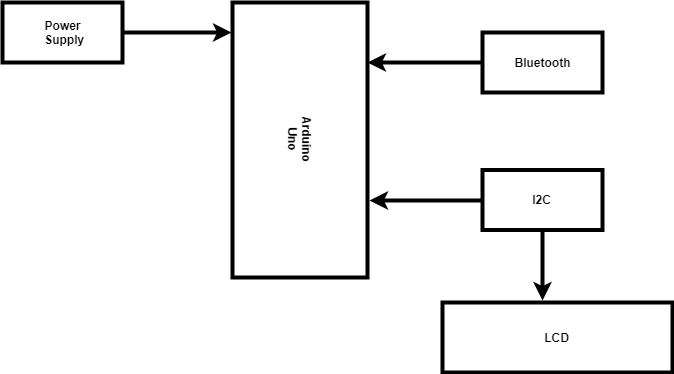 Power
Supply
Arduino
Uno
Bluetooth
I2C
LCD